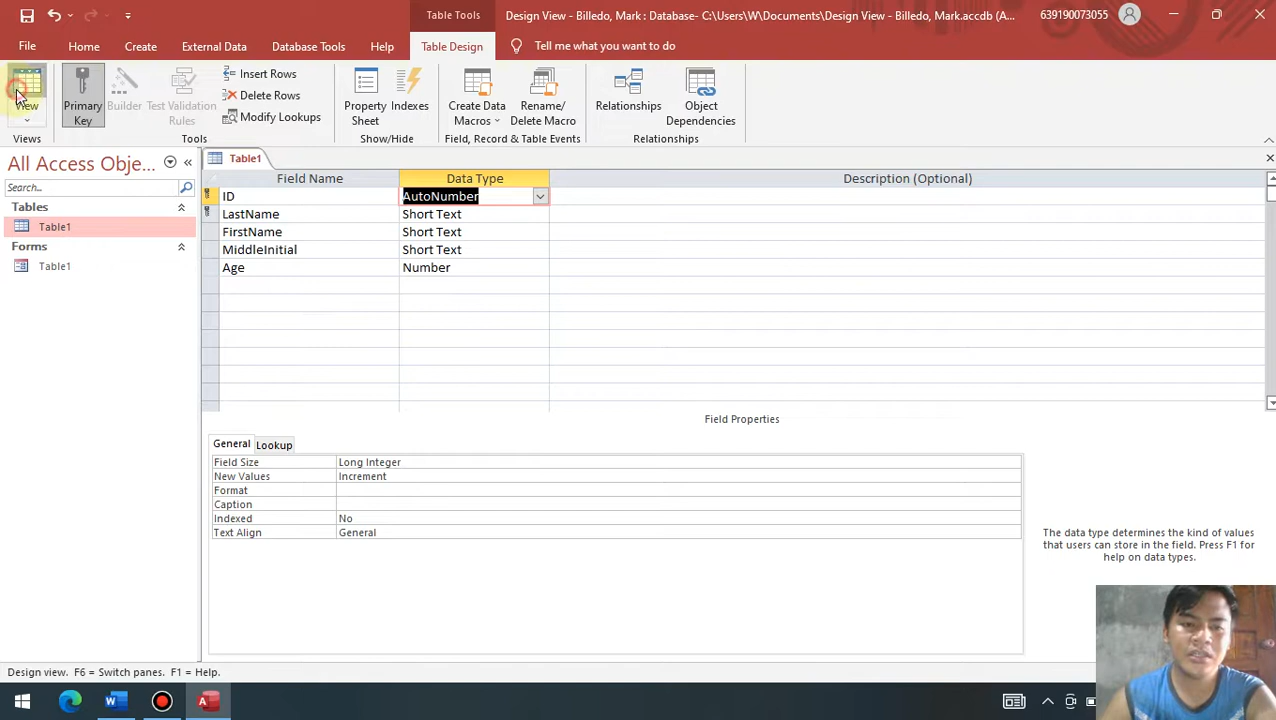 Table Tools
Design View - Billedo, Mark : Database- C:\Users\W\Documents\Design View - Billedo, Mark.accdb (A...
639190073055
File Home Create External Data Database Tools Help Table Design Tell me what you want to do
View
Primary Key
Builder
Test Validation Rules
Insert Rows
Delete Rows
Modify Lookups
Property Sheet
Indexes
Create Data Macros
Rename/ Delete Macro
Relationships
Object Dependencies
Views Tools Show/Hide Field, Record & Table Events Relationships
All Access Obje...
Search...
Tables
Table1
Forms
Table1
Table1
Field Name Data Type Description (Optional)
ID AutoNumber
LastName Short Text
FirstName Short Text
MiddleInitial Short Text
Age Number
Field Properties
General Lookup
Field Size Long Integer
New Values Increment
Format
Caption
Indexed No
Text Align General
The data type determines the kind of values
that users can store in the field. Press F1 for
help on data types.
Design view. F6 = Switch panes. F1 = Help.